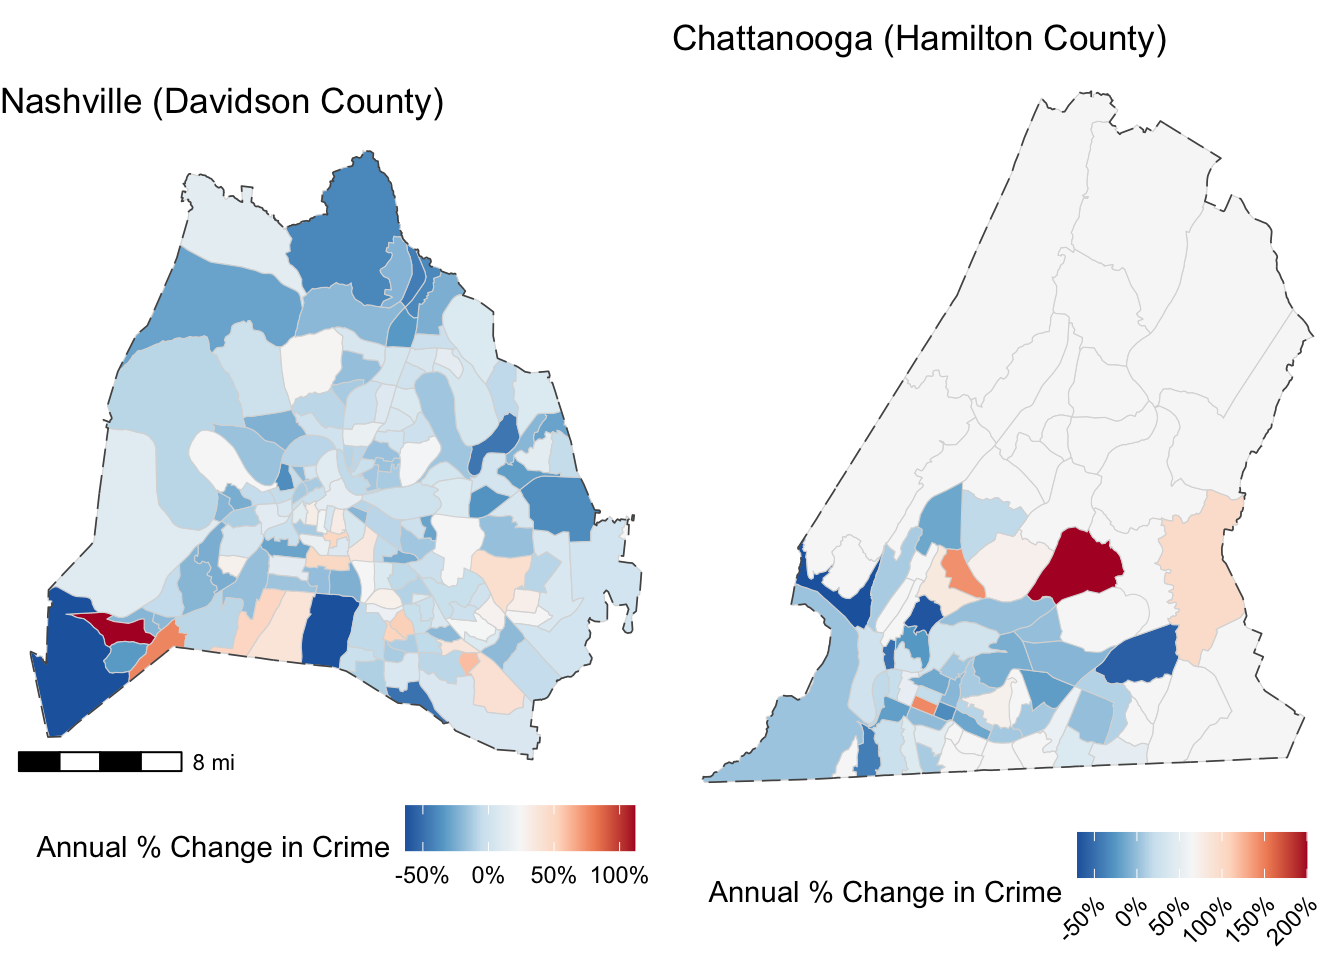 Chattanooga (Hamilton County)
Nashville (Davidson County)
8 mi
Annual % Change in Crime
-50% 0% 50% 100%
Annual % Change in Crime
-50% 0% 50% 100% 150% 200%